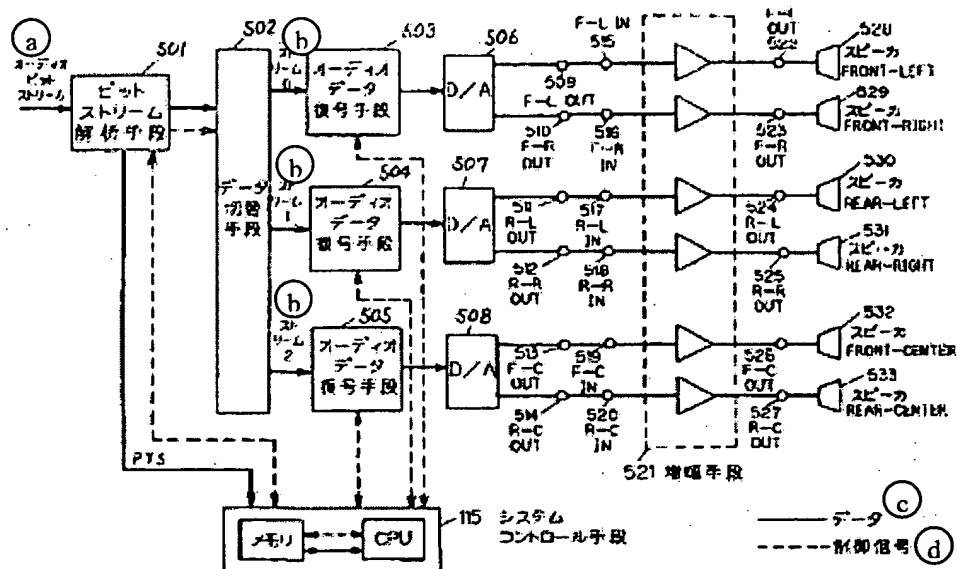 a
オーディオ
ビット
ストリーム
501
ビット
ストリーム
解析手段
502
データ
切替
手段
b
ストリーム
503
オーディオ
データ
復号手段
b
ストリーム
1
504
オーディオ
データ
復号手段
b
ストリーム
2
505
オーディオ
データ
復号手段
506
D/A
507
D/A
508
D/A
509
F-L OUT
F-L IN
515
510
F-R
OUT
516
F-R
IN
511
R-L
OUT
517
R-L
IN
512
R-R
OUT
518
R-R
IN
513
F-C
OUT
519
F-C
IN
514
R-C
OUT
520
R-C
IN
521 増幅手段
OUT
522
523
F-R
OUT
524
R-L
OUT
525
R-R
OUT
526
F-C
OUT
527
R-C
OUT
528
スピーカ
FRONT-LEFT
529
スピーカ
FRONT-RIGHT
530
スピーカ
REAR-LEFT
531
スピーカ
REAR-RIGHT
532
スピーカ
FRONT-CENTER
533
スピーカ
REAR-CENTER
PTS
メモリ
CPU
115 システム
コントロール手段
データ c
制御信号 d